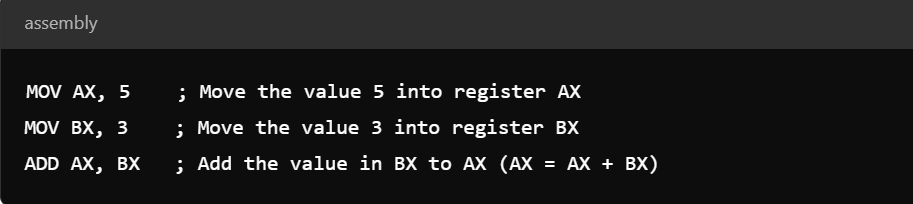 assembly
MOV AX, 5    ; Move the value 5 into register AX
MOV BX, 3    ; Move the value 3 into register BX
ADD AX, BX   ; Add the value in BX to AX (AX = AX + BX)